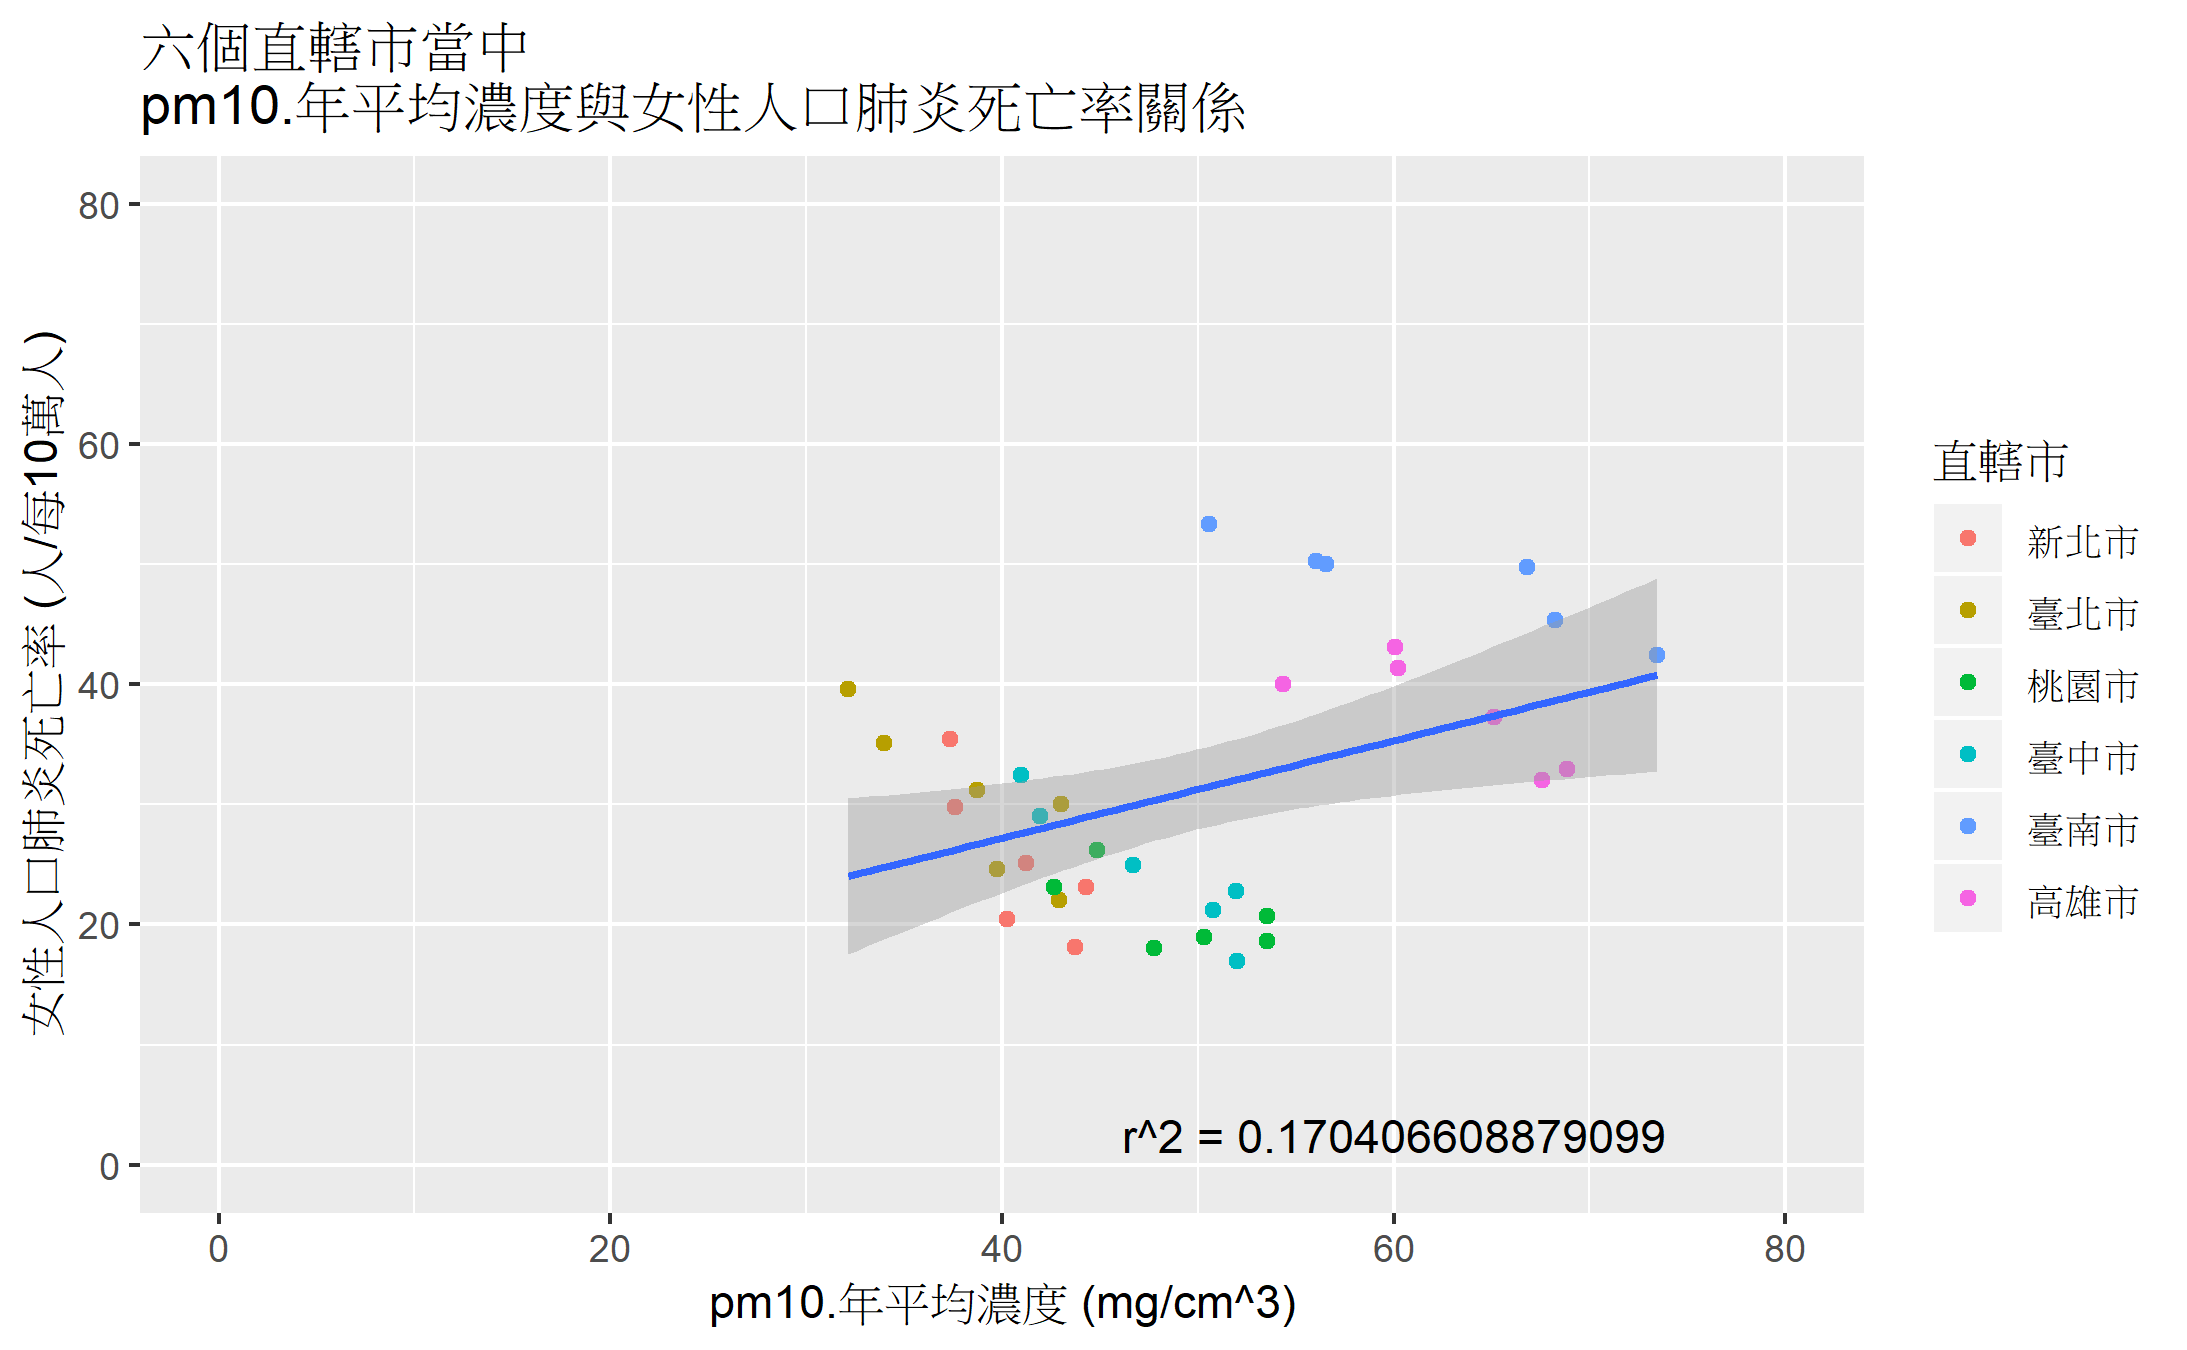 六個直轄市當中
pm10.年平均濃度與女性人口肺炎死亡率關係
女性人口肺炎死亡率 (人/每10萬人)
80
60
40
20
0
r^2 = 0.170406608879099
0 20 40 60 80
pm10.年平均濃度 (mg/cm^3)
直轄市
新北市
臺北市
桃園市
臺中市
臺南市
高雄市